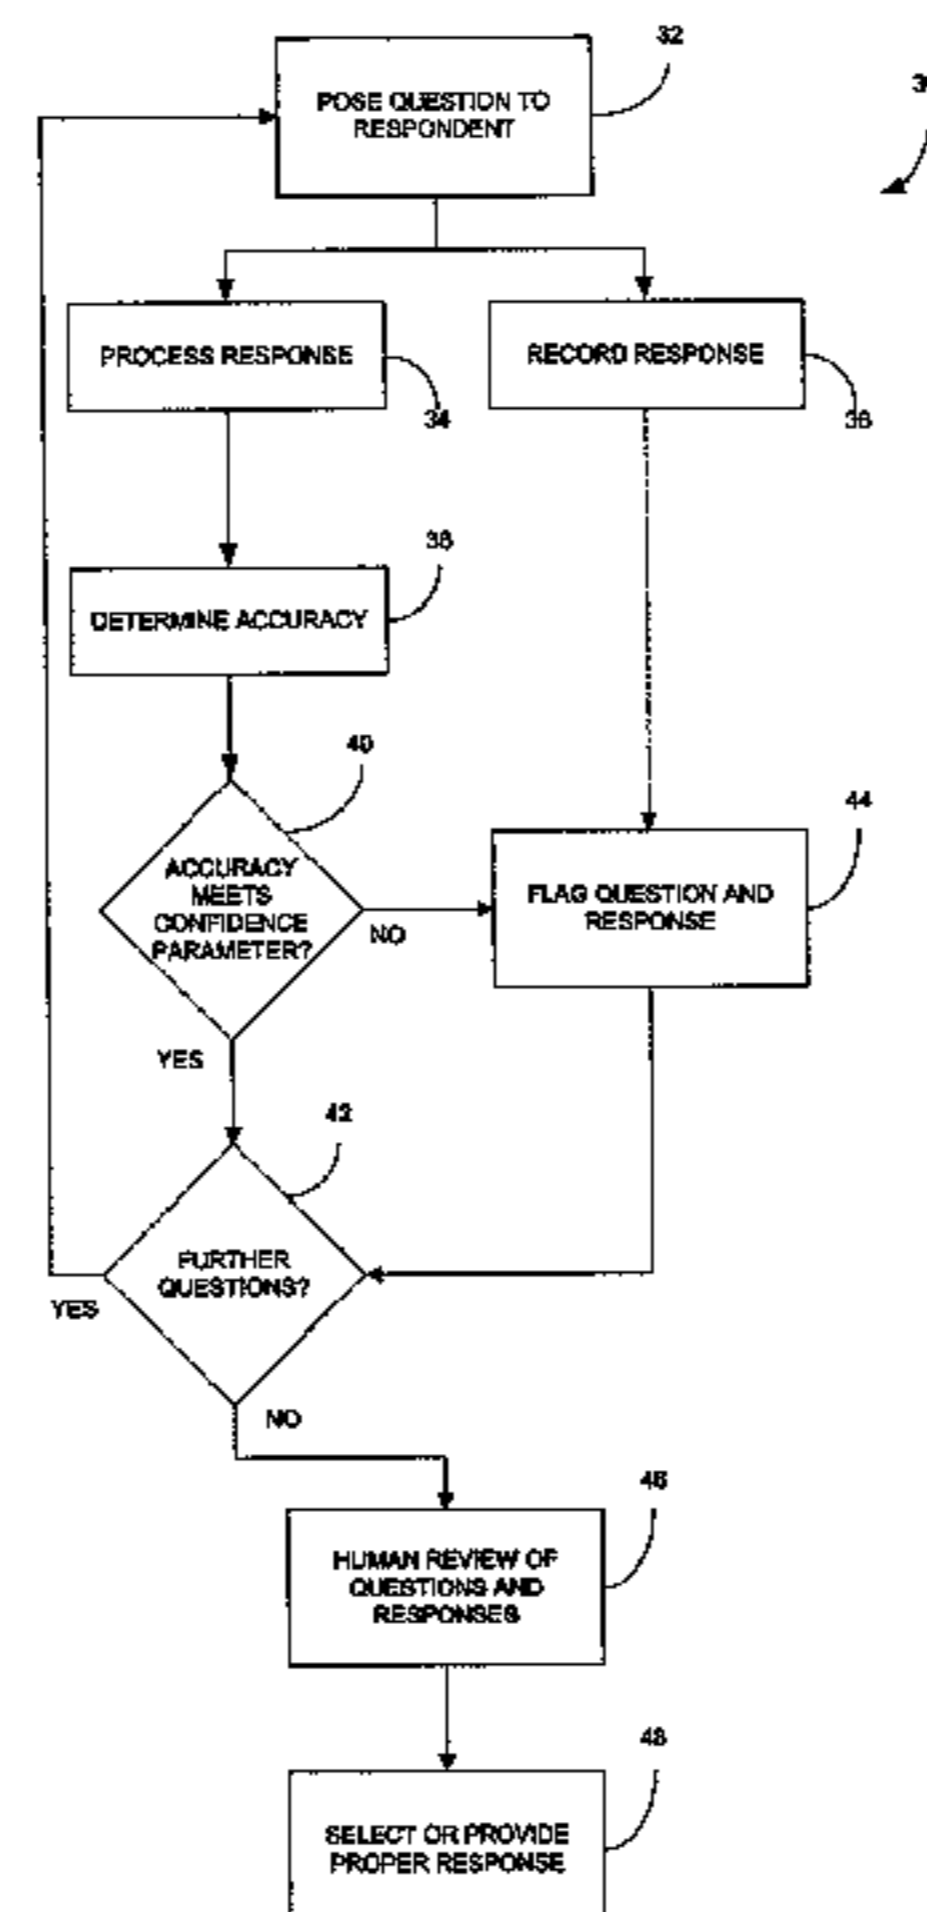 32
POSE QUESTION TO
RESPONDENT
PROCESS RESPONSE
34
RECORD RESPONSE
36
38
DETERMINE ACCURACY
40
ACCURACY
MEETS
CONFIDENCE
PARAMETER?
NO
YES
44
FLAG QUESTION AND
RESPONSE
42
FURTHER
QUESTIONS?
YES
NO
46
HUMAN REVIEW OF
QUESTIONS AND
RESPONSES
48
SELECT OR PROVIDE
PROPER RESPONSE